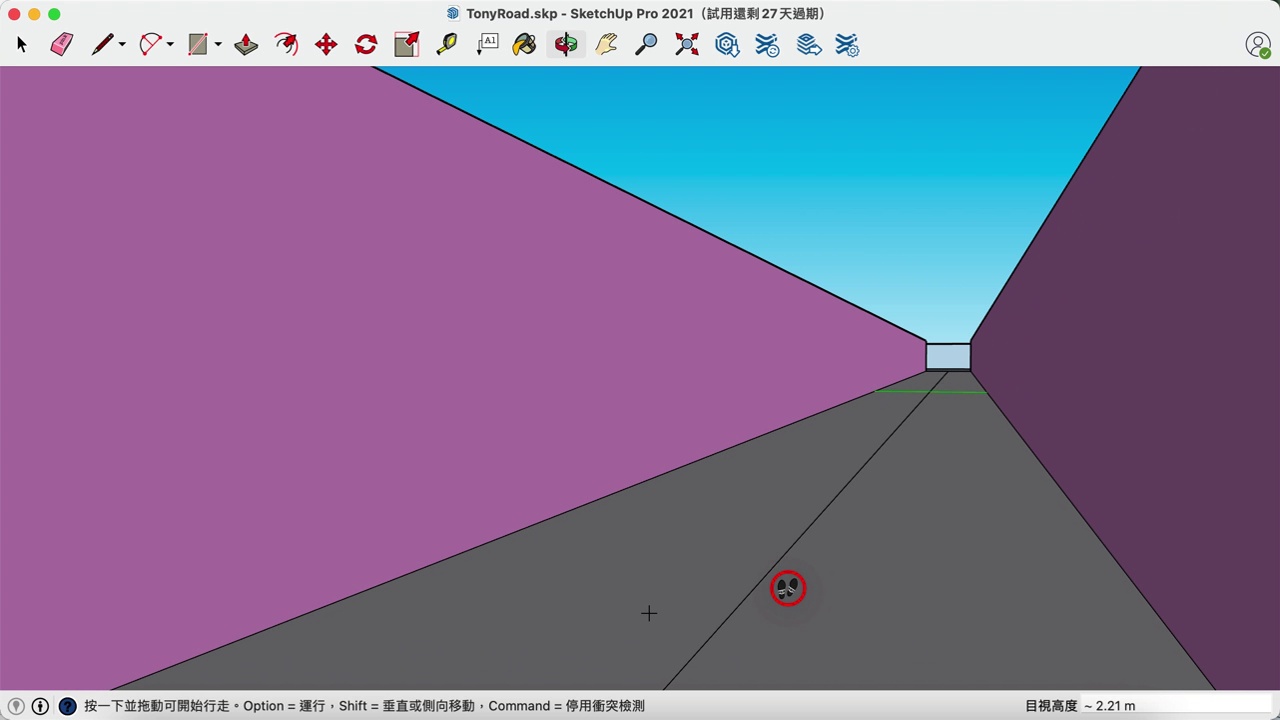 TonyRoad.skp - SketchUp Pro 2021（試用還剩 27 天過期）
A1
按一下並拖動可開始行走。Option = 運行，Shift = 垂直或側向移動，Command = 停用衝突檢測
目視高度 ~ 2.21 m